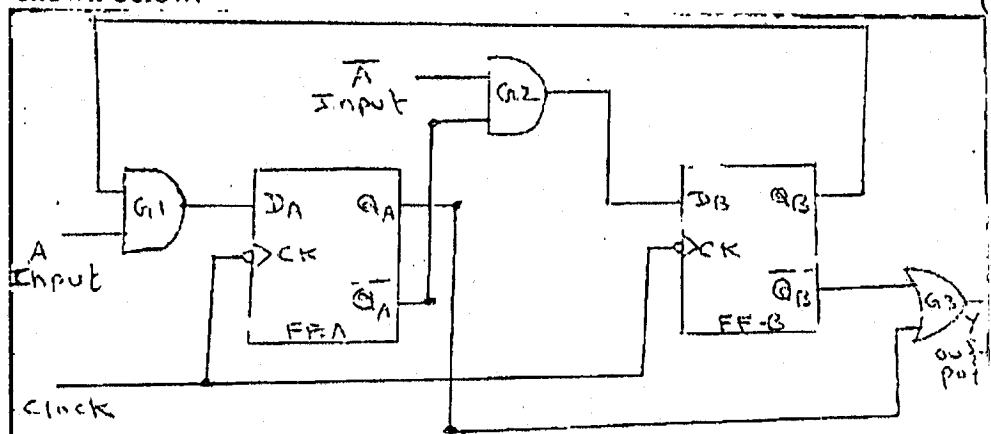 A̅
Input
G2
G1
DA
QA
CK
Q̅A
FF-A
A
Input
DB
QB
CK
Q̅B
FF-B
G3
Y
Clock